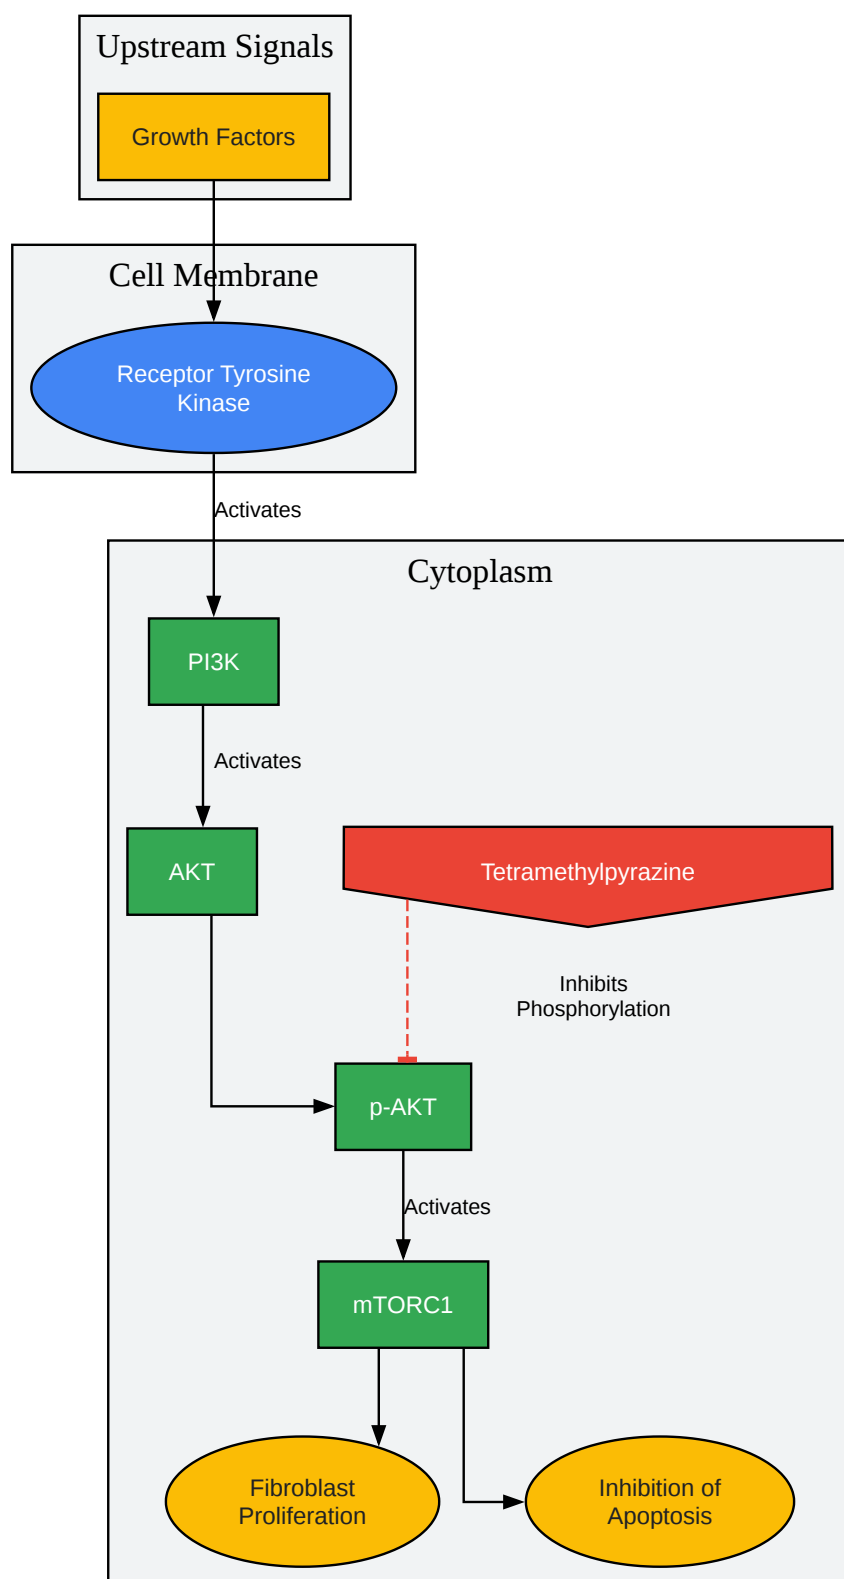 Upstream Signals
Growth Factors
Cell Membrane
Receptor Tyrosine
Kinase
Activates
Cytoplasm
PI3K
Activates
AKT
Tetramethylpyrazine
Inhibits
Phosphorylation
p-AKT
Activates
mTORC1
Fibroblast
Proliferation
Inhibition of
Apoptosis